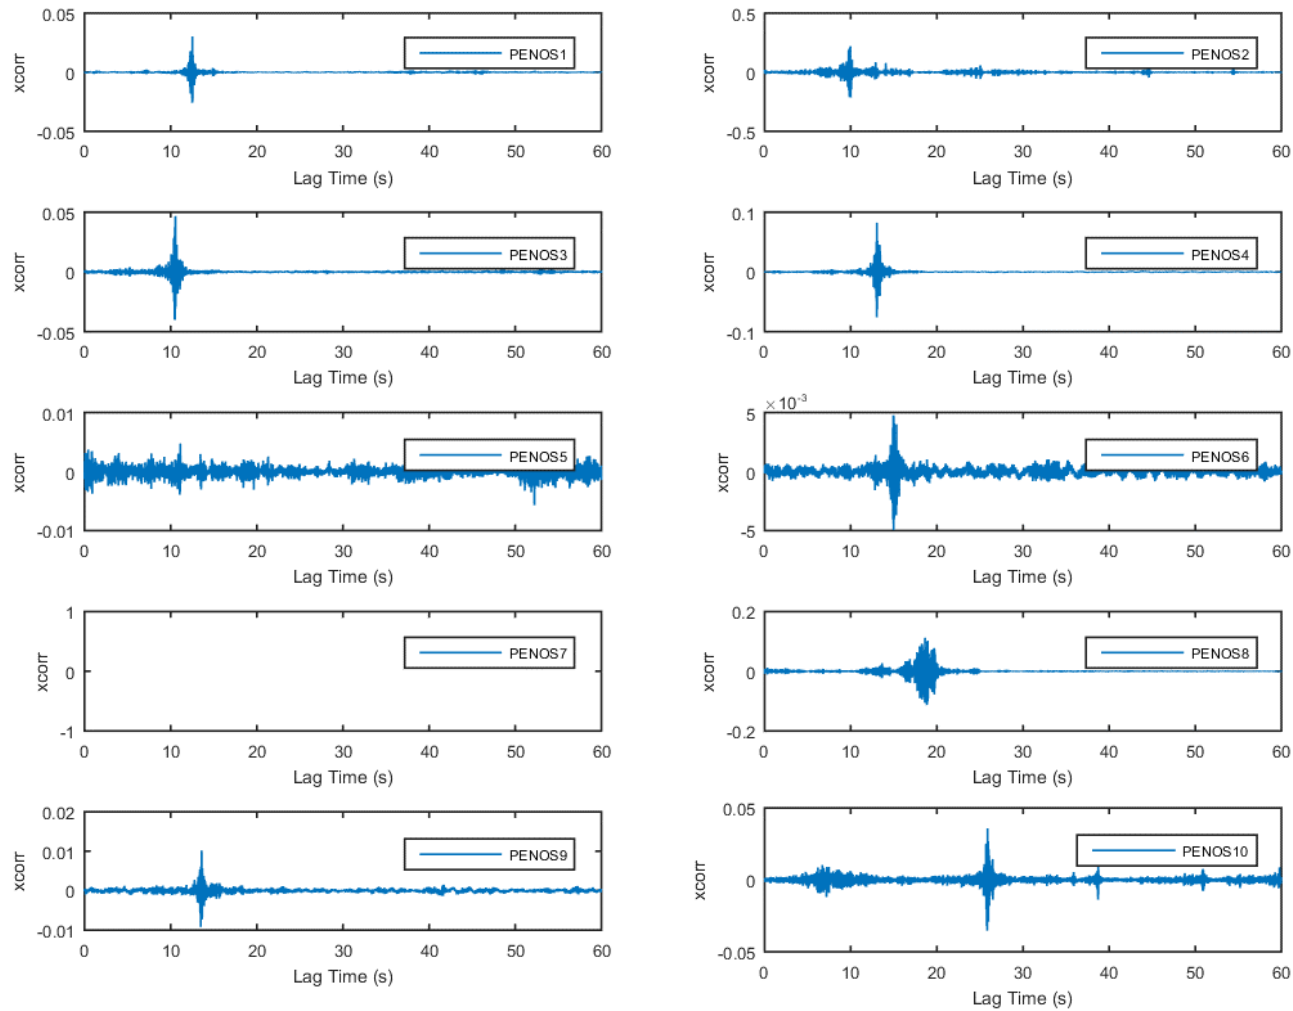 0.05
0
-0.05
xcorr
PENOS1
0 10 20 30 40 50 60
Lag Time (s)
0.5
0
-0.5
xcorr
PENOS2
0 10 20 30 40 50 60
Lag Time (s)
0.05
0
-0.05
xcorr
PENOS3
0 10 20 30 40 50 60
Lag Time (s)
0.1
0
-0.1
xcorr
PENOS4
0 10 20 30 40 50 60
Lag Time (s)
0.01
0
-0.01
xcorr
PENOS5
0 10 20 30 40 50 60
Lag Time (s)
×10⁻³
5
0
-5
xcorr
PENOS6
0 10 20 30 40 50 60
Lag Time (s)
1
0
-1
xcorr
PENOS7
0 10 20 30 40 50 60
Lag Time (s)
0.2
0
-0.2
xcorr
PENOS8
0 10 20 30 40 50 60
Lag Time (s)
0.02
0.01
0
-0.01
xcorr
PENOS9
0 10 20 30 40 50 60
Lag Time (s)
0.05
0
-0.05
xcorr
PENOS10
0 10 20 30 40 50 60
Lag Time (s)